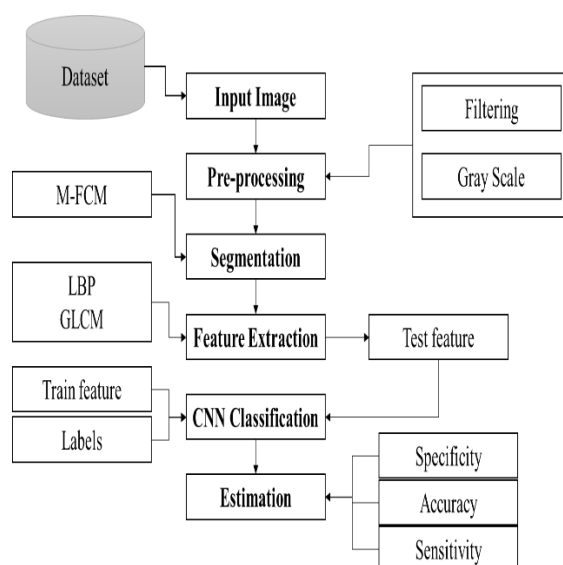 Dataset
Input Image
Filtering
Pre-processing
Gray Scale
M-FCM
Segmentation
LBP
GLCM
Feature Extraction
Test feature
Train feature
Labels
CNN Classification
Estimation
Specificity
Accuracy
Sensitivity